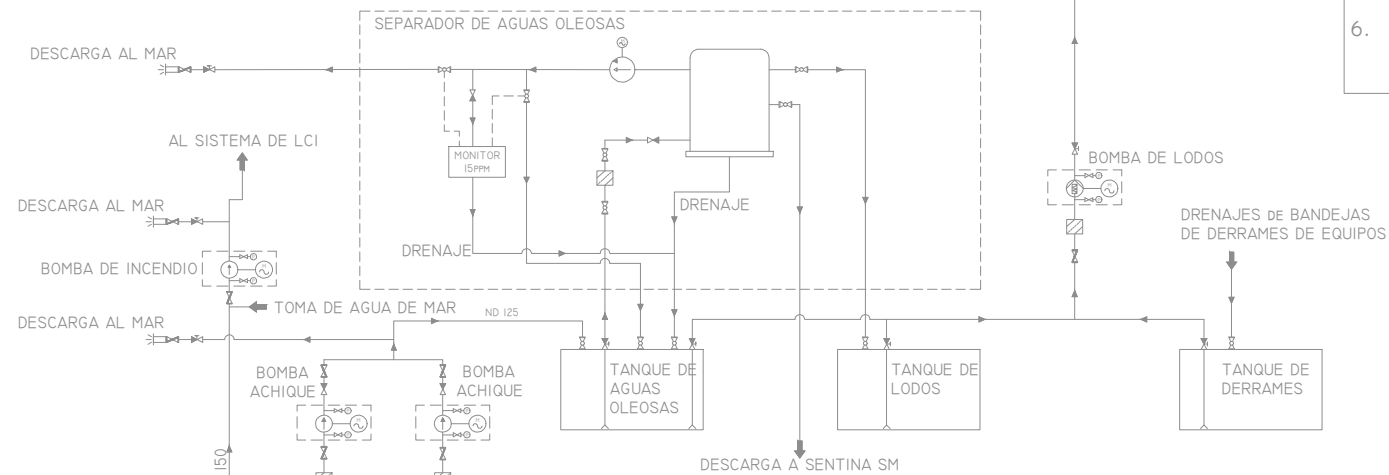 SEPARADOR DE AGUAS OLEOSAS
6.
DESCARGA AL MAR
AL SISTEMA DE LCI
MONITOR
15PPM
BOMBA DE LODOS
DESCARGA AL MAR
DRENAJE
DRENAJES DE BANDEJAS
DE DERRAMES DE EQUIPOS
DRENAJE
BOMBA DE INCENDIO
TOMA DE AGUA DE MAR
ND 125
DESCARGA AL MAR
BOMBA
ACHIQUE
BOMBA
ACHIQUE
TANQUE DE
AGUAS
OLEOSAS
TANQUE DE
LODOS
TANQUE DE
DERRAMES
150
DESCARGA A SENTINA SM